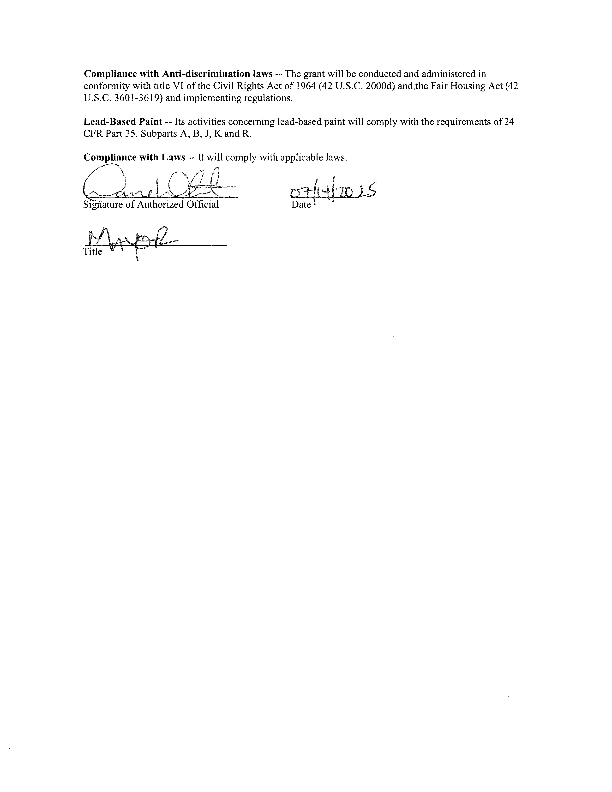 Compliance with Anti-discrimination laws -- The grant will be conducted and administered in
conformity with title VI of the Civil Rights Act of 1964 (42 U.S.C. 2000d) and the Fair Housing Act (42
U.S.C. 3601-3619) and implementing regulations.
Lead-Based Paint -- Its activities concerning lead-based paint will comply with the requirements of 24
CFR Part 35, Subparts A, B, J, K and R.
Compliance with Laws -- It will comply with applicable laws.
07/14/2025
Signature of Authorized Official Date
Mayor
Title